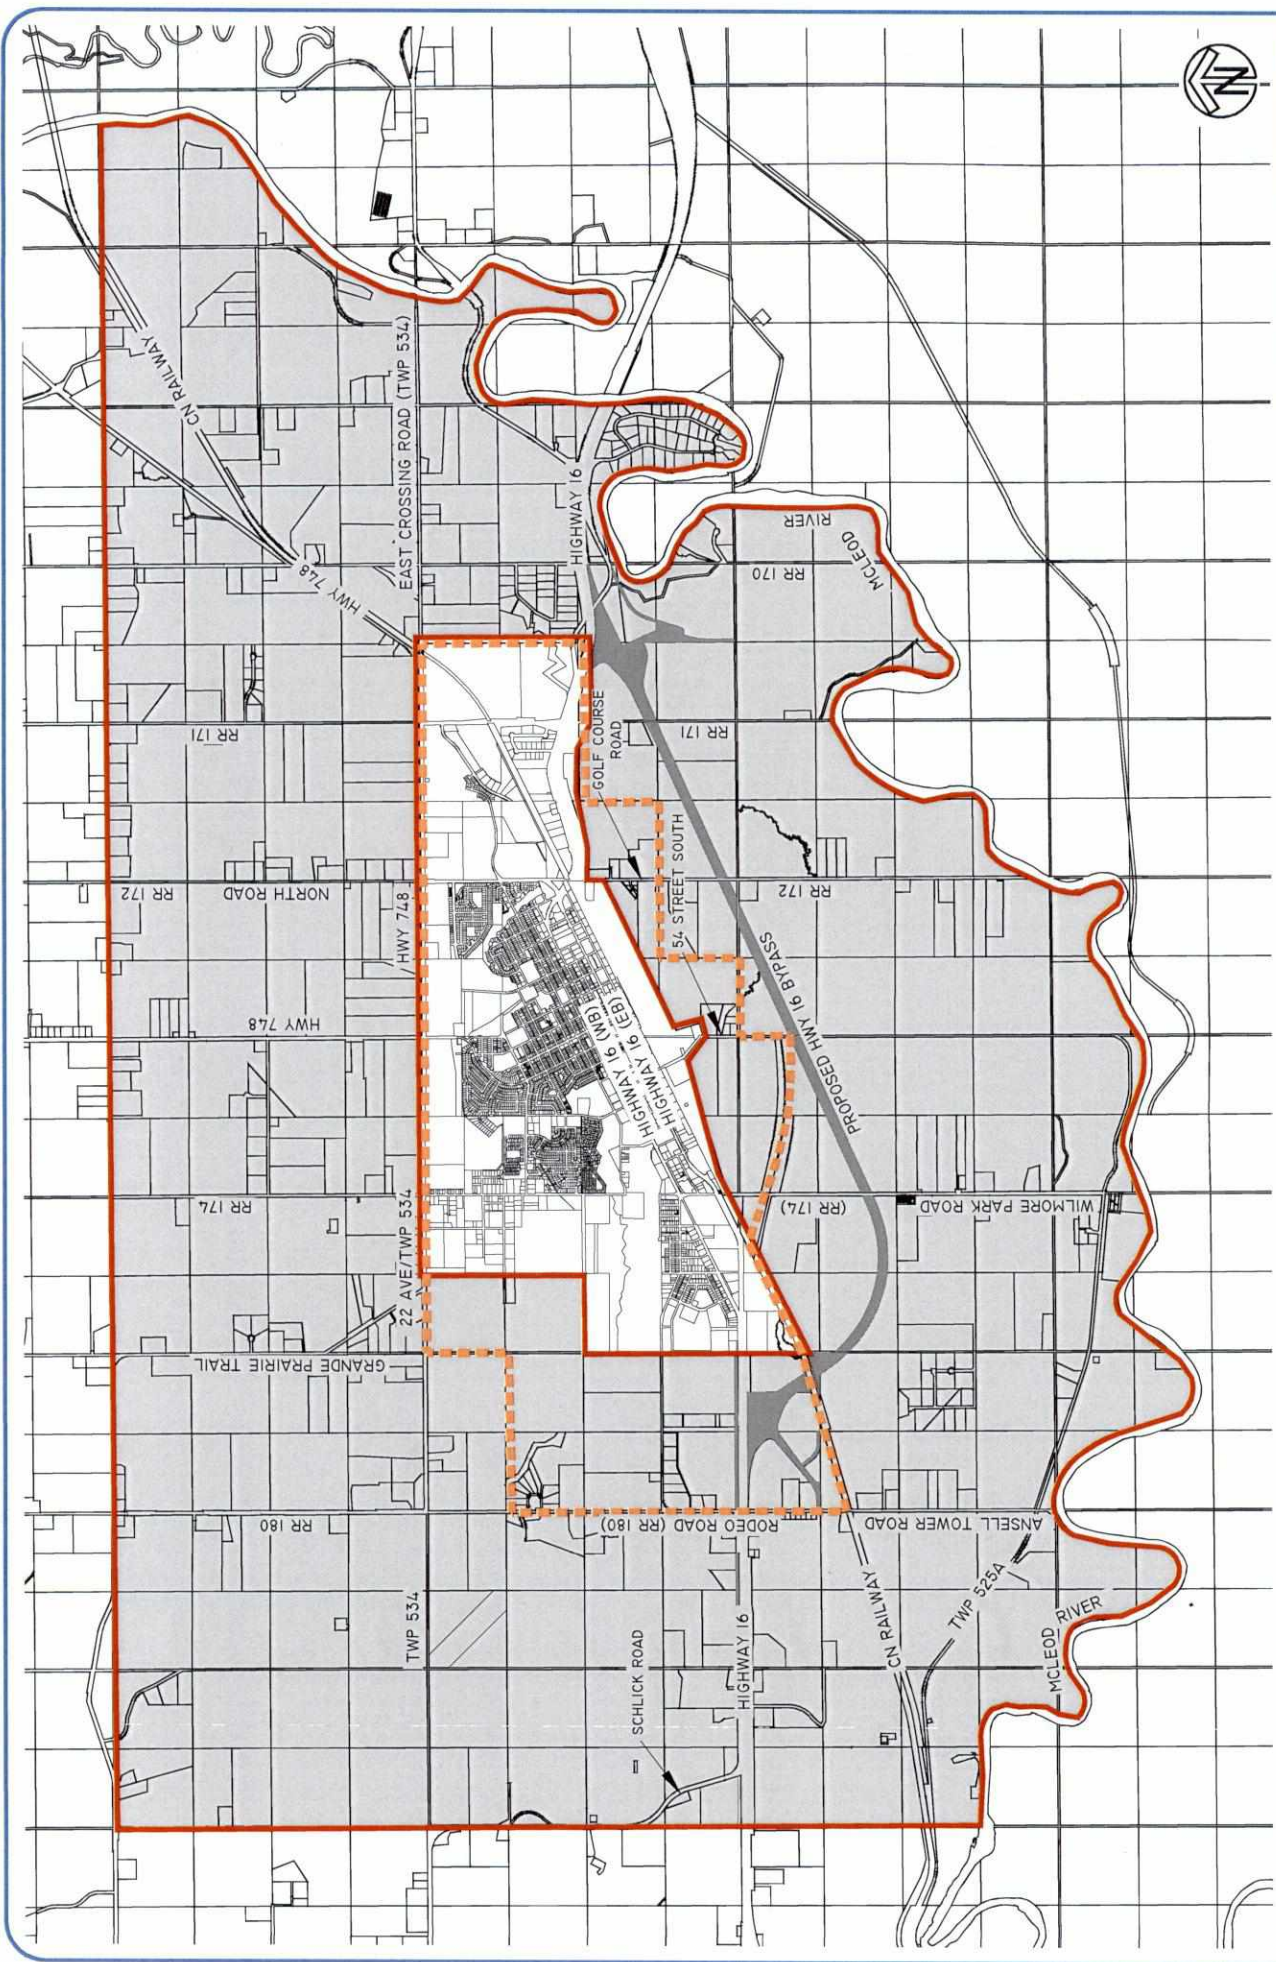 N
CN RAILWAY
HWY 748
EAST CROSSING ROAD (TWP 534)
HIGHWAY 16
RIVER
MCLEOD
RR 170
RR 171
RR 171
GOLF COURSE
ROAD
RR 172
NORTH ROAD
HWY 748
54 STREET SOUTH
RR 172
HWY 748
HIGHWAY 16 (WB)
HIGHWAY 16 (EB)
PROPOSED HWY 16 BYPASS
RR 174
22 AVE/TWP 534
(RR 174)
WILMORE PARK ROAD
GRANDE PRAIRIE TRAIL
RR 180
RODEO ROAD (RR 180)
ANSELL TOWER ROAD
TWP 534
SCHLICK ROAD
HIGHWAY 16
CN RAILWAY
TWP 525A
MCLEOD
RIVER